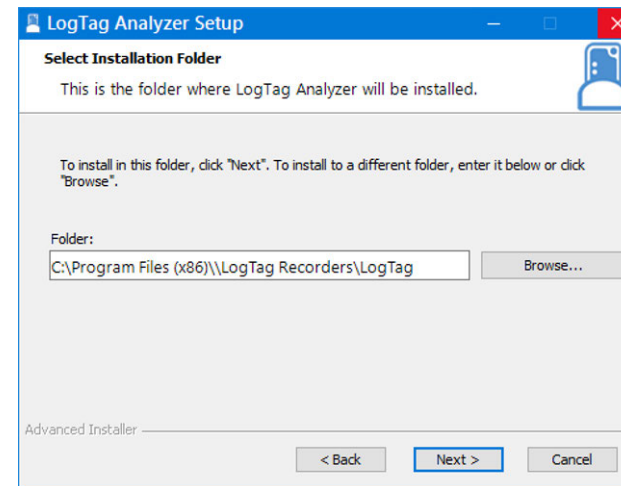 LogTag Analyzer Setup
Select Installation Folder
This is the folder where LogTag Analyzer will be installed.
To install in this folder, click "Next". To install to a different folder, enter it below or click
"Browse".
Folder:
C:\Program Files (x86)\\LogTag Recorders\LogTag
Browse...
Advanced Installer
< Back
Next >
Cancel